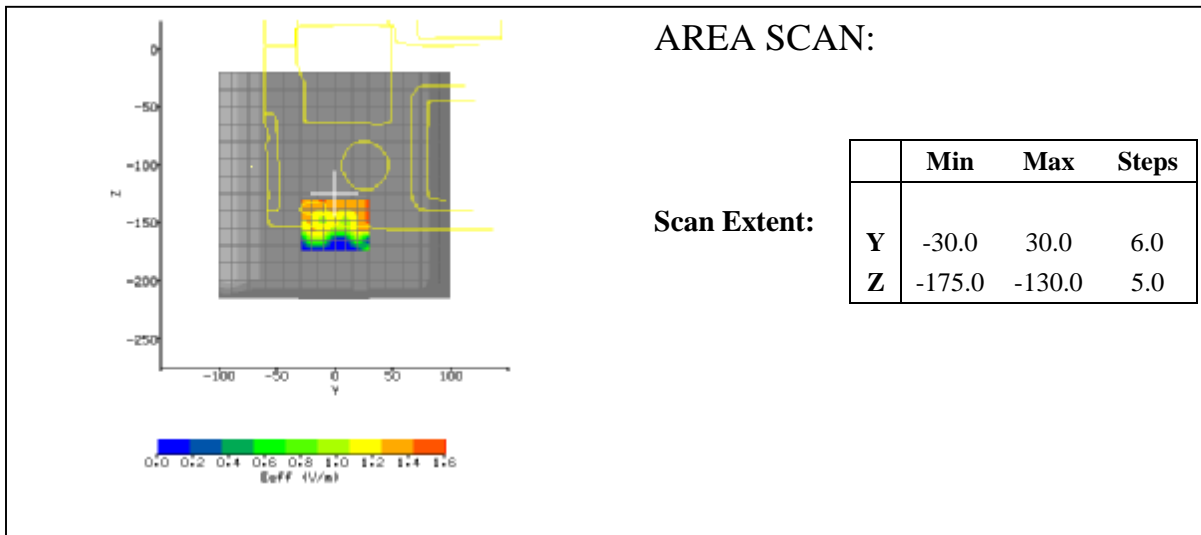 AREA SCAN:
0
-50
-100
-150
-200
-250
Z
-100 -50 0 50 100
Y
0.0 0.2 0.4 0.6 0.8 1.0 1.2 1.4 1.6
Eeff (V/m)
Scan Extent:
Min Max Steps
Y -30.0 30.0 6.0
Z -175.0 -130.0 5.0